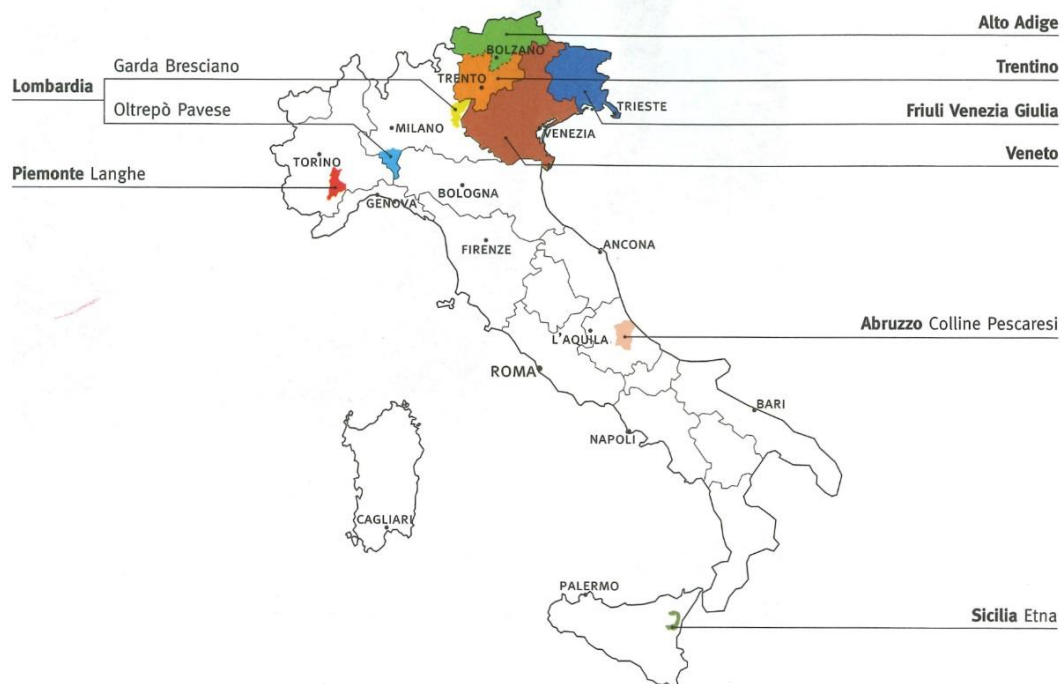 Alto Adige
Trentino
Friuli Venezia Giulia
Veneto
Abruzzo Colline Pescaresi
Sicilia Etna
Lombardia
Garda Bresciano
Oltrepò Pavese
Piemonte Langhe
BOLZANO
TRENTO
TRIESTE
MILANO
VENEZIA
TORINO
BOLOGNA
GENOVA
FIRENZE
ANCONA
L'AQUILA
ROMA
BARI
NAPOLI
CAGLIARI
PALERMO